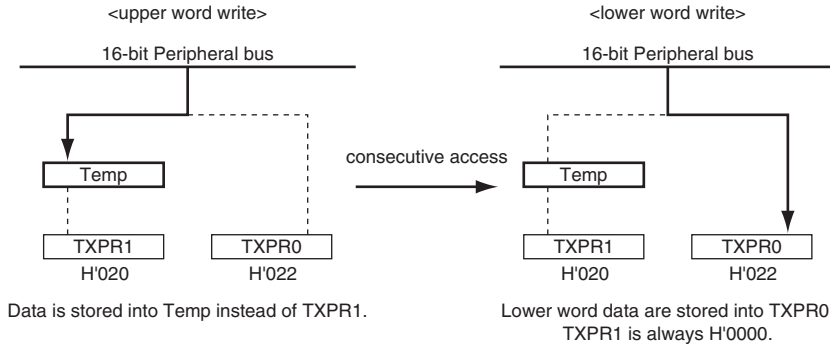 <upper word write>
16-bit Peripheral bus
Temp
TXPR1
TXPR0
H'020
H'022
Data is stored into Temp instead of TXPR1.
consecutive access
<lower word write>
16-bit Peripheral bus
Temp
TXPR1
TXPR0
H'020
H'022
Lower word data are stored into TXPR0
TXPR1 is always H'0000.